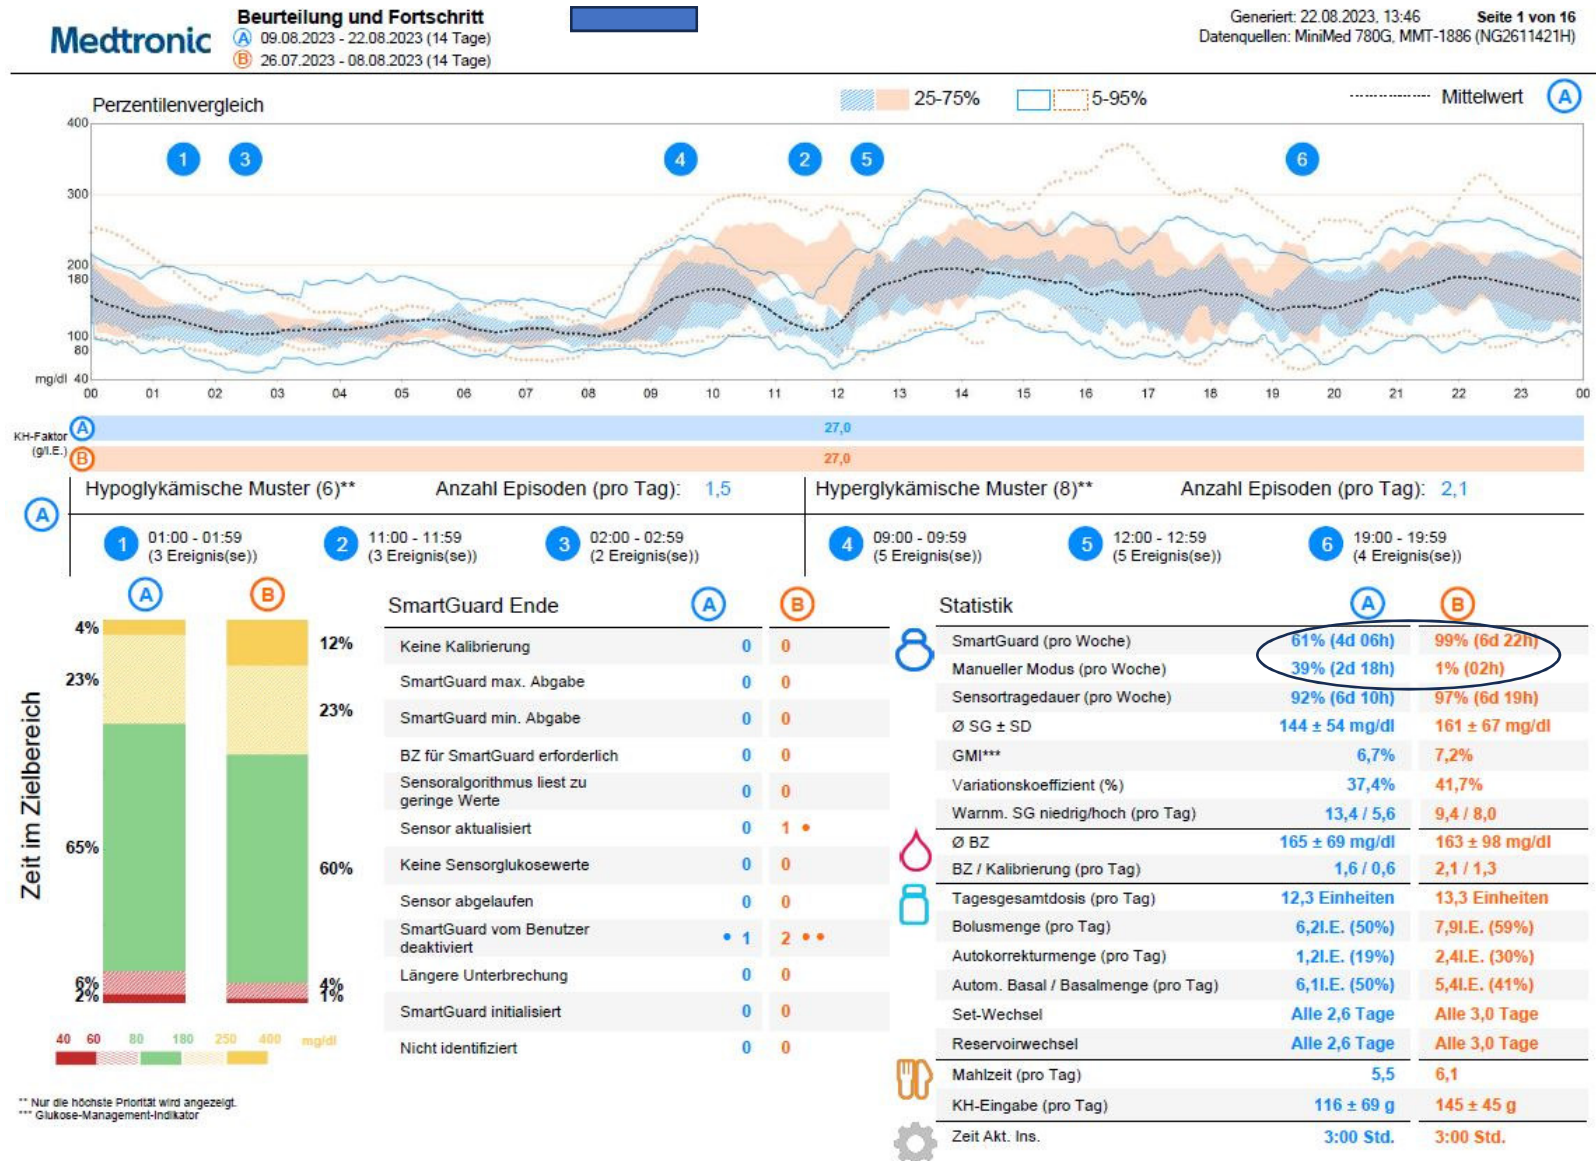 Medtronic
Beurteilung und Fortschritt
A 09.08.2023 - 22.08.2023 (14 Tage)
B 26.07.2023 - 08.08.2023 (14 Tage)
Generiert: 22.08.2023, 13:46 Seite 1 von 16
Datenquellen: MiniMed 780G, MMT-1886 (NG2611421H)
Perzentilenvergleich 25-75% 5-95% Mittelwert A
400
300
200
180
100
80
mg/dl 40
1 3 4 2 5 6
00 01 02 03 04 05 06 07 08 09 10 11 12 13 14 15 16 17 18 19 20 21 22 23 00
KH-Faktor
(g/I.E.)
A 27,0
B 27,0
A
Hypoglykämische Muster (6)** Anzahl Episoden (pro Tag): 1,5
1 01:00 - 01:59
(3 Ereignis(se))
2 11:00 - 11:59
(3 Ereignis(se))
3 02:00 - 02:59
(2 Ereignis(se))
Hyperglykämische Muster (8)** Anzahl Episoden (pro Tag): 2,1
4 09:00 - 09:59
(5 Ereignis(se))
5 12:00 - 12:59
(5 Ereignis(se))
6 19:00 - 19:59
(4 Ereignis(se))
Zeit im Zielbereich
A B
4% 12%
23% 23%
65% 60%
6% 4%
2% 1%
40 60 80 180 250 400 mg/dl
** Nur die höchste Priorität wird angezeigt.
*** Glukose-Management-Indikator
SmartGuard Ende A B
Keine Kalibrierung 0 0
SmartGuard max. Abgabe 0 0
SmartGuard min. Abgabe 0 0
BZ für SmartGuard erforderlich 0 0
Sensoralgorithmus liest zu
geringe Werte 0 0
Sensor aktualisiert 0 1 •
Keine Sensorglukosewerte 0 0
Sensor abgelaufen 0 0
SmartGuard vom Benutzer
deaktiviert • 1 2 • •
Längere Unterbrechung 0 0
SmartGuard initialisiert 0 0
Nicht identifiziert 0 0
Statistik A B
SmartGuard (pro Woche) 61% (4d 06h) 99% (6d 22h)
Manueller Modus (pro Woche) 39% (2d 18h) 1% (02h)
Sensortragedauer (pro Woche) 92% (6d 10h) 97% (6d 19h)
Ø SG ± SD 144 ± 54 mg/dl 161 ± 67 mg/dl
GMI*** 6,7% 7,2%
Variationskoeffizient (%) 37,4% 41,7%
Warnm. SG niedrig/hoch (pro Tag) 13,4 / 5,6 9,4 / 8,0
Ø BZ 165 ± 69 mg/dl 163 ± 98 mg/dl
BZ / Kalibrierung (pro Tag) 1,6 / 0,6 2,1 / 1,3
Tagesgesamtdosis (pro Tag) 12,3 Einheiten 13,3 Einheiten
Bolusmenge (pro Tag) 6,2I.E. (50%) 7,9I.E. (59%)
Autokorrekturmenge (pro Tag) 1,2I.E. (19%) 2,4I.E. (30%)
Autom. Basal / Basalmenge (pro Tag) 6,1I.E. (50%) 5,4I.E. (41%)
Set-Wechsel Alle 2,6 Tage Alle 3,0 Tage
Reservoirwechsel Alle 2,6 Tage Alle 3,0 Tage
Mahlzeit (pro Tag) 5,5 6,1
KH-Eingabe (pro Tag) 116 ± 69 g 145 ± 45 g
Zeit Akt. Ins. 3:00 Std. 3:00 Std.